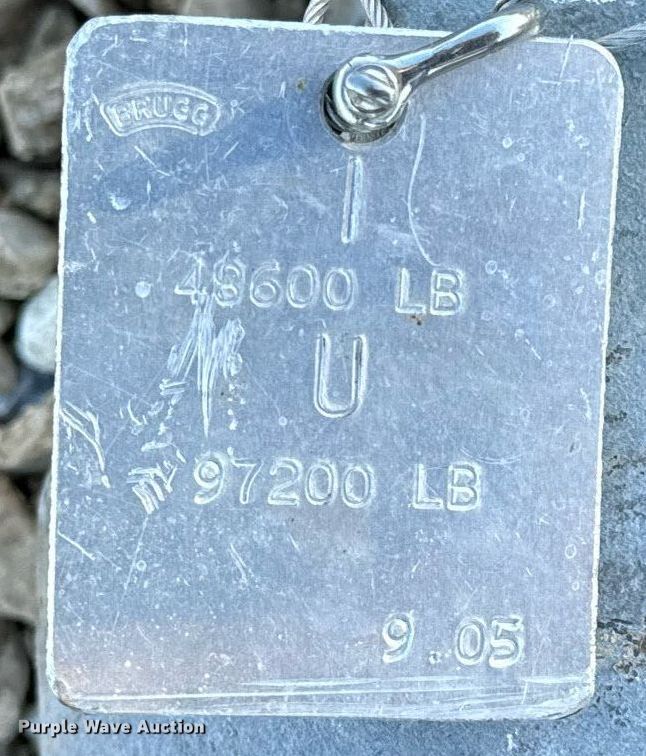 BRUGG
I
48600 LB
U
97200 LB
9.05
Purple Wave Auction